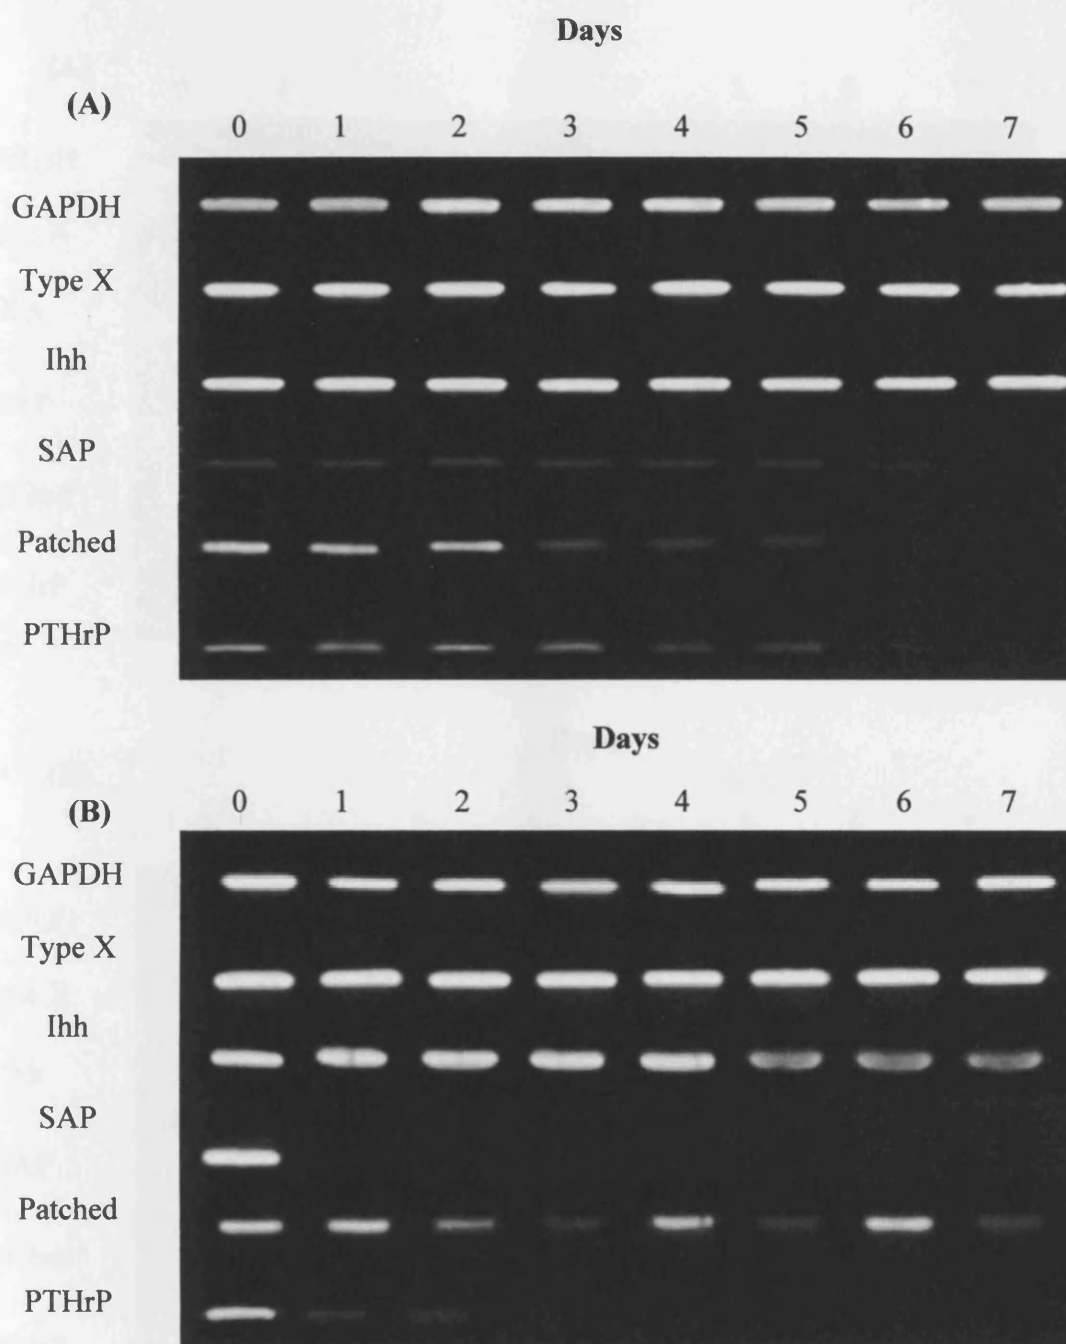 Days
(A)
0 1 2 3 4 5 6 7
GAPDH
Type X
Ihh
SAP
Patched
PTHrP
Days
(B)
0 1 2 3 4 5 6 7
GAPDH
Type X
Ihh
SAP
Patched
PTHrP